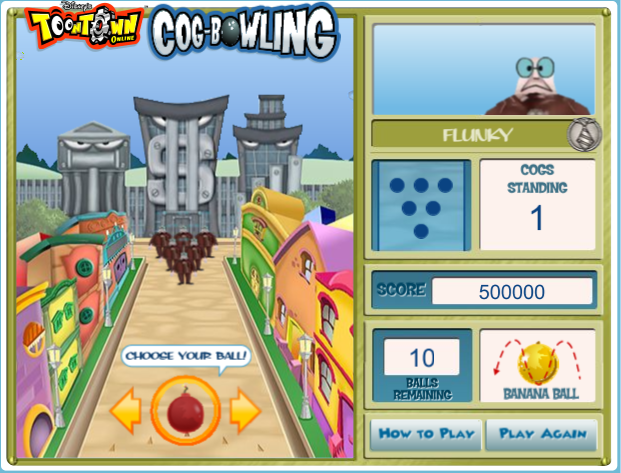 Disney's
TOONTOWN
ONLINE
COG-BOWLING
FLUNKY
COGS
STANDING
1
SCORE 500000
10
BALLS
REMAINING
BANANA BALL
CHOOSE YOUR BALL!
HOW TO PLAY
PLAY AGAIN